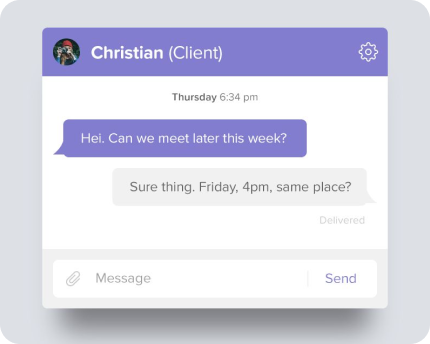 Christian (Client)
Thursday 6:34 pm
Hei. Can we meet later this week?
Sure thing. Friday, 4pm, same place?
Delivered
Message Send